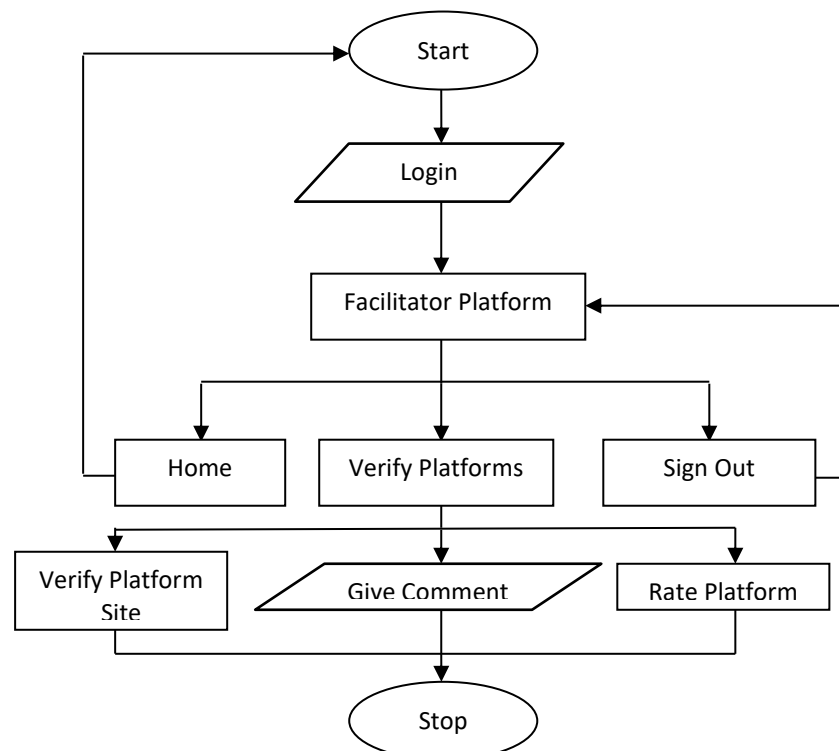 Start
Login
Facilitator Platform
Home
Verify Platforms
Sign Out
Verify Platform
Site
Give Comment
Rate Platform
Stop